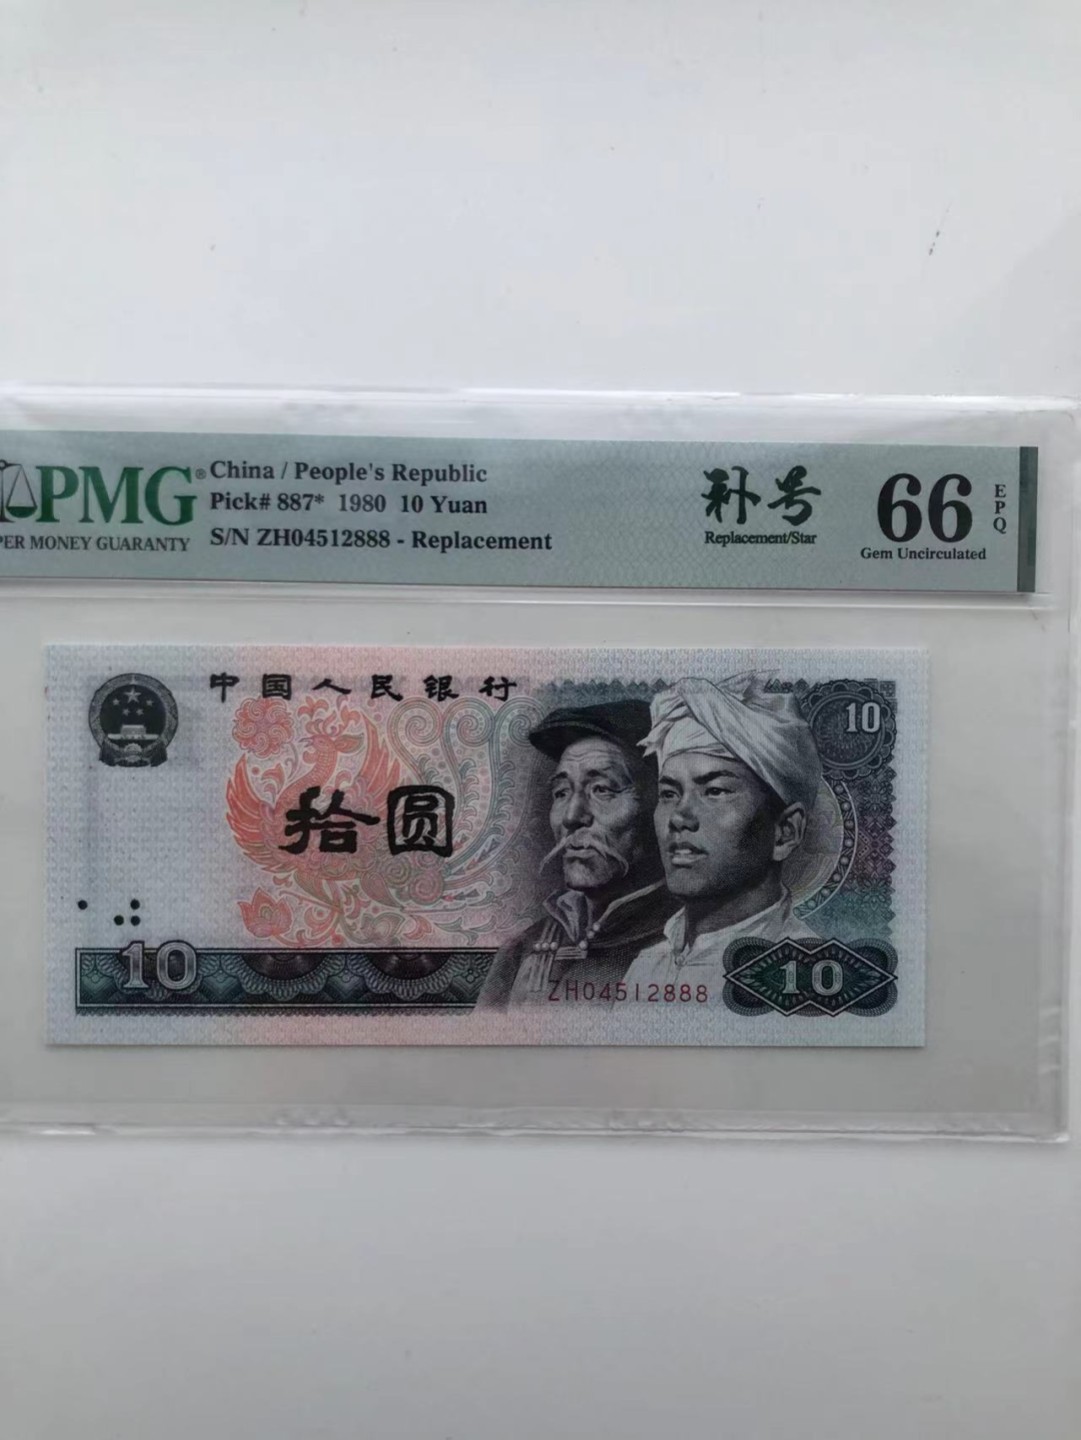 PMG®
PER MONEY GUARANTY
China / People's Republic
Pick# 887* 1980 10 Yuan
S/N ZH04512888 - Replacement
补号
Replacement/Star
66
EPQ
Gem Uncirculated
中国人民银行
10
拾圆
10
ZH04512888
10